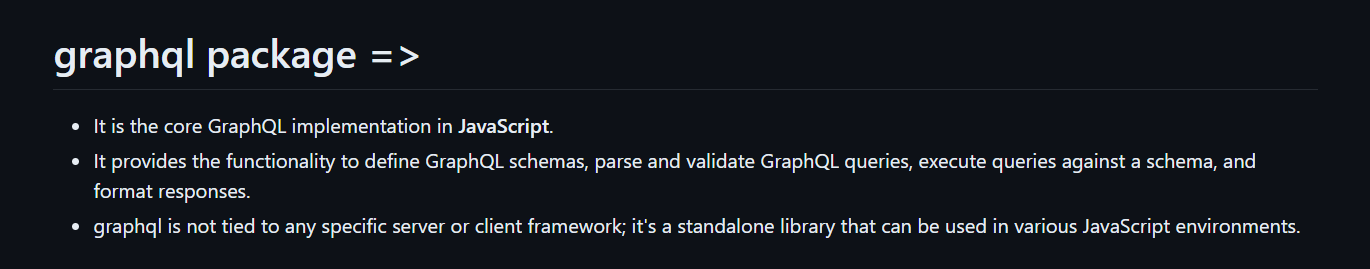 graphql package =>
• It is the core GraphQL implementation in JavaScript.
• It provides the functionality to define GraphQL schemas, parse and validate GraphQL queries, execute queries against a schema, and
format responses.
• graphql is not tied to any specific server or client framework; it's a standalone library that can be used in various JavaScript environments.